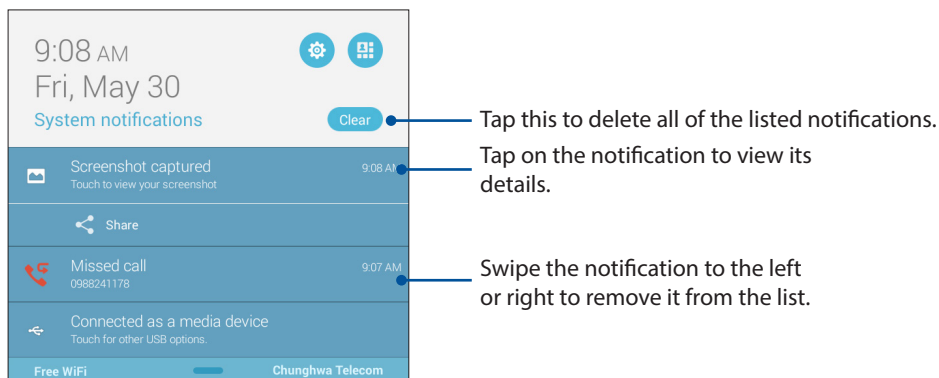 9:08 AM
Fri, May 30
System notifications
Clear
Tap this to delete all of the listed notifications.
Screenshot captured
9:08 AM
Touch to view your screenshot
Tap on the notification to view its
details.
Share
Missed call
9:07 AM
0988241178
Swipe the notification to the left
or right to remove it from the list.
Connected as a media device
Touch for other USB options.
Free WiFi
Chunghwa Telecom